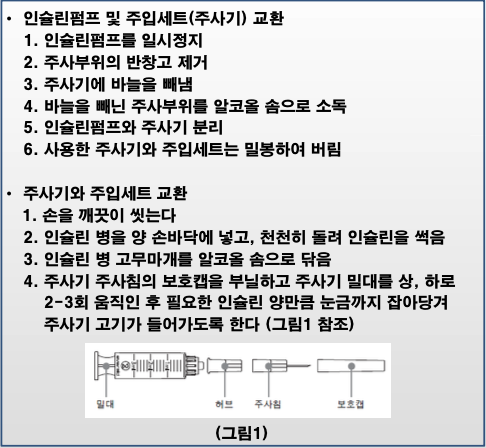 • 인슐린펌프 및 주입세트(주사기) 교환
1. 인슐린펌프를 일시정지
2. 주사부위의 반창고 제거
3. 주사기에 바늘을 빼냄
4. 바늘을 빼닌 주사부위를 알코올 솜으로 소독
5. 인슐린펌프와 주사기 분리
6. 사용한 주사기와 주입세트는 밀봉하여 버림
• 주사기와 주입세트 교환
1. 손을 깨끗이 씻는다
2. 인슐린 병을 양 손바닥에 넣고, 천천히 돌려 인슐린을 썩음
3. 인슐린 병 고무마개를 알코올 솜으로 닦음
4. 주사기 주사침의 보호캡을 부닐하고 주사기 밀대를 상, 하로
2-3회 움직인 후 필요한 인슐린 양만큼 눈금까지 잡아당겨
주사기 고기가 들어가도록 한다 (그림1 참조)
밀대 허브 주사침 보호캡
(그림1)